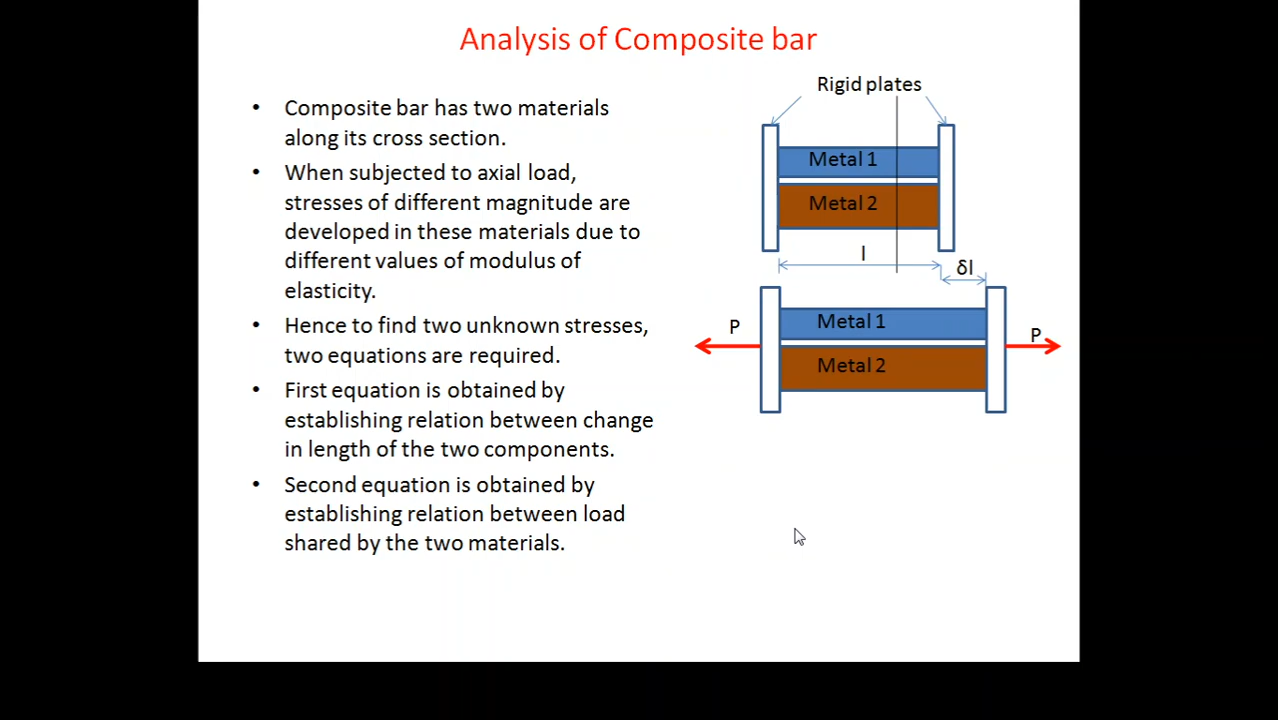 Analysis of Composite bar
• Composite bar has two materials
along its cross section.
• When subjected to axial load,
stresses of different magnitude are
developed in these materials due to
different values of modulus of
elasticity.
• Hence to find two unknown stresses,
two equations are required.
• First equation is obtained by
establishing relation between change
in length of the two components.
• Second equation is obtained by
establishing relation between load
shared by the two materials.
Rigid plates
Metal 1
Metal 2
l
δl
P
Metal 1
P
Metal 2